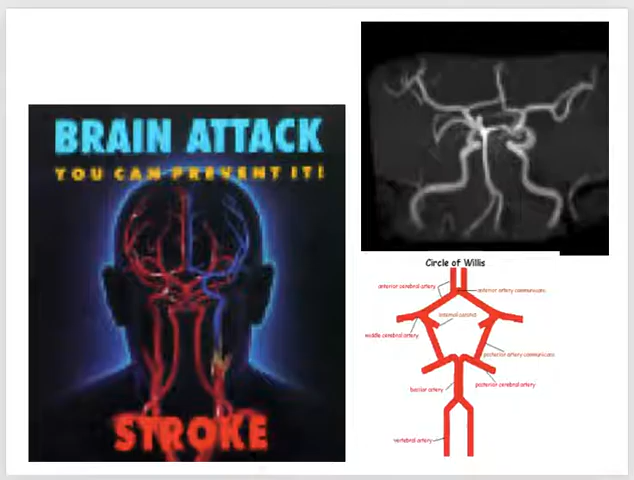 BRAIN ATTACK
YOU CAN PREVENT IT!
STROKE
Circle of Willis
anterior cerebral artery
anterior artery communicans
internal carotid
middle cerebral artery
posterior artery communicans
basilar artery
posterior cerebral artery
vertebral artery